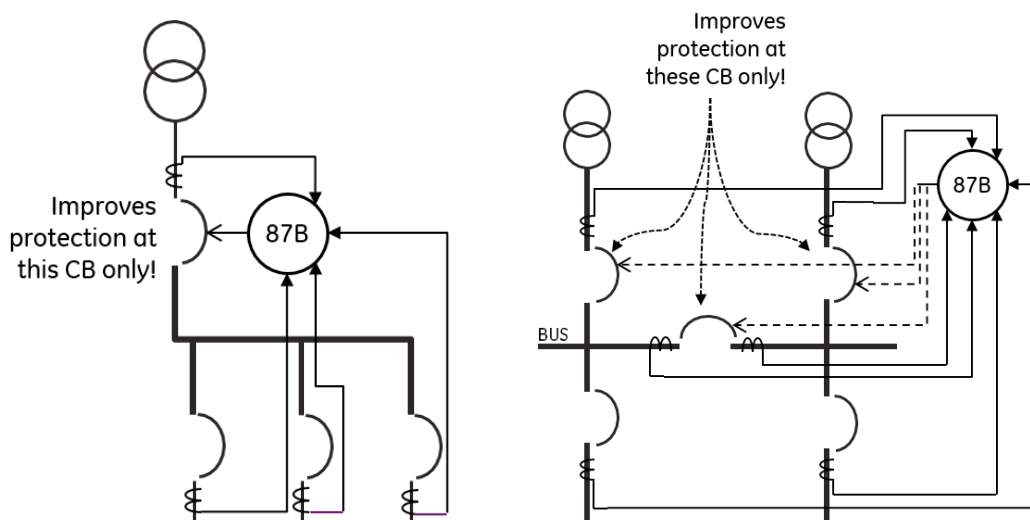 Improves
protection at
this CB only!
87B
Improves
protection at
these CB only!
87B
BUS